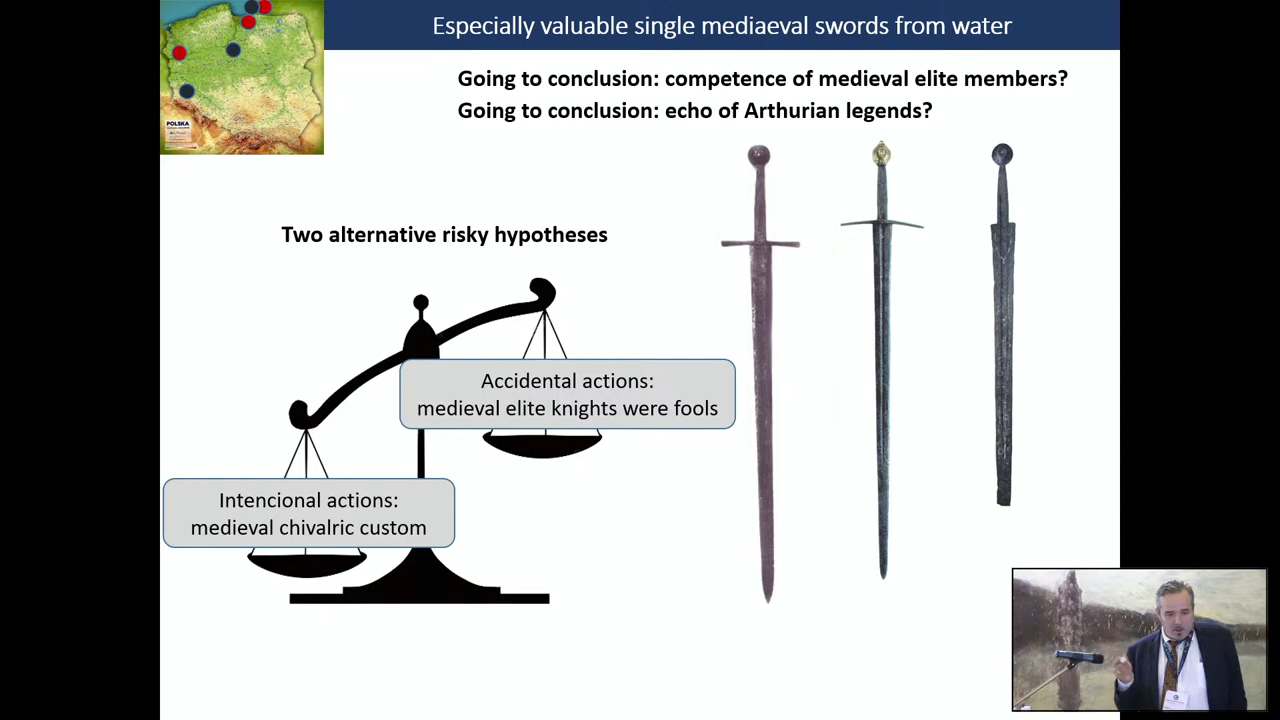 Especially valuable single mediaeval swords from water
Going to conclusion: competence of medieval elite members?
Going to conclusion: echo of Arthurian legends?
POLSKA
Two alternative risky hypotheses
Accidental actions:
medieval elite knights were fools
Intencional actions:
medieval chivalric custom